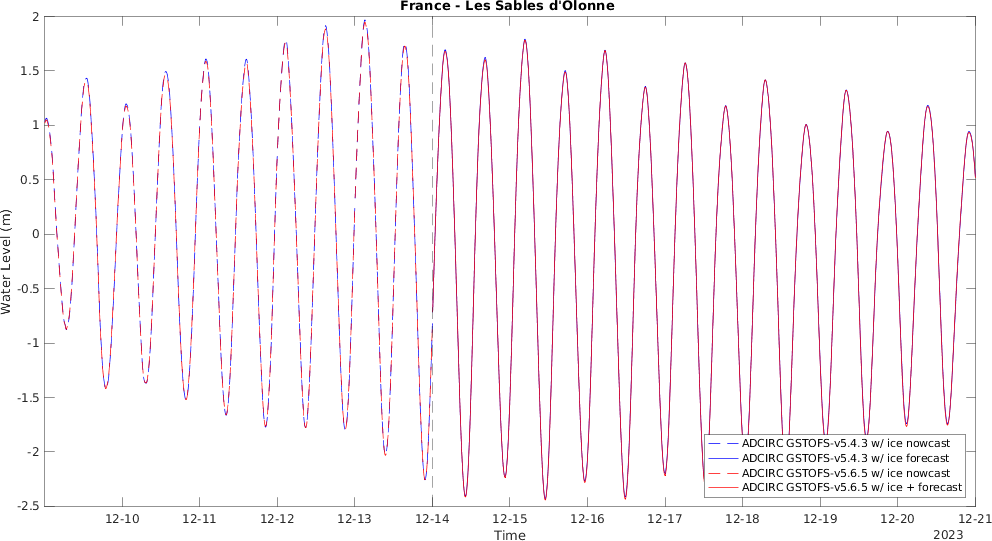 France - Les Sables d'Olonne
2
1.5
1
0.5
0
-0.5
-1
-1.5
-2
-2.5
Water Level (m)
ADCIRC GSTOFS-v5.4.3 w/ ice nowcast
ADCIRC GSTOFS-v5.4.3 w/ ice forecast
ADCIRC GSTOFS-v5.6.5 w/ ice nowcast
ADCIRC GSTOFS-v5.6.5 w/ ice + forecast
12-10 12-11 12-12 12-13 12-14 12-15 12-16 12-17 12-18 12-19 12-20 12-21
Time
2023